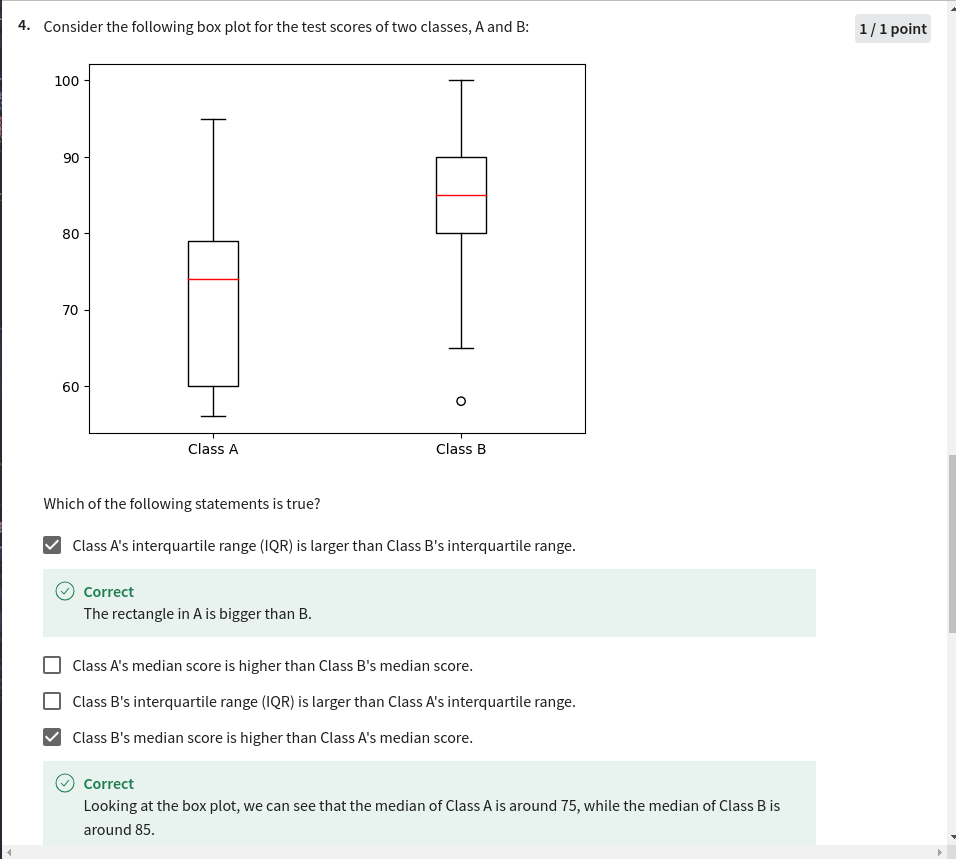 4. Consider the following box plot for the test scores of two classes, A and B:
1 / 1 point
100
90
80
70
60
Class A Class B
Which of the following statements is true?
Class A's interquartile range (IQR) is larger than Class B's interquartile range.
Correct
The rectangle in A is bigger than B.
Class A's median score is higher than Class B's median score.
Class B's interquartile range (IQR) is larger than Class A's interquartile range.
Class B's median score is higher than Class A's median score.
Correct
Looking at the box plot, we can see that the median of Class A is around 75, while the median of Class B is
around 85.